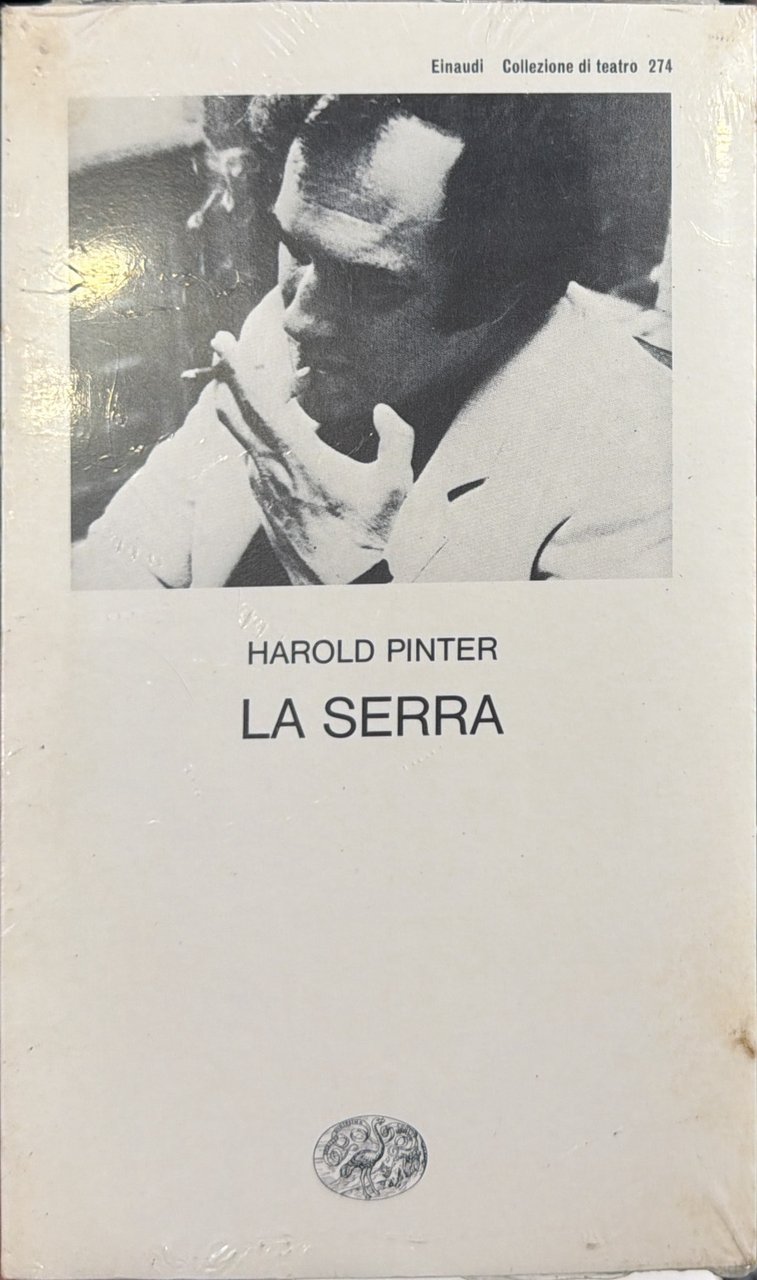 Einaudi Collezione di teatro 274
HAROLD PINTER
LA SERRA